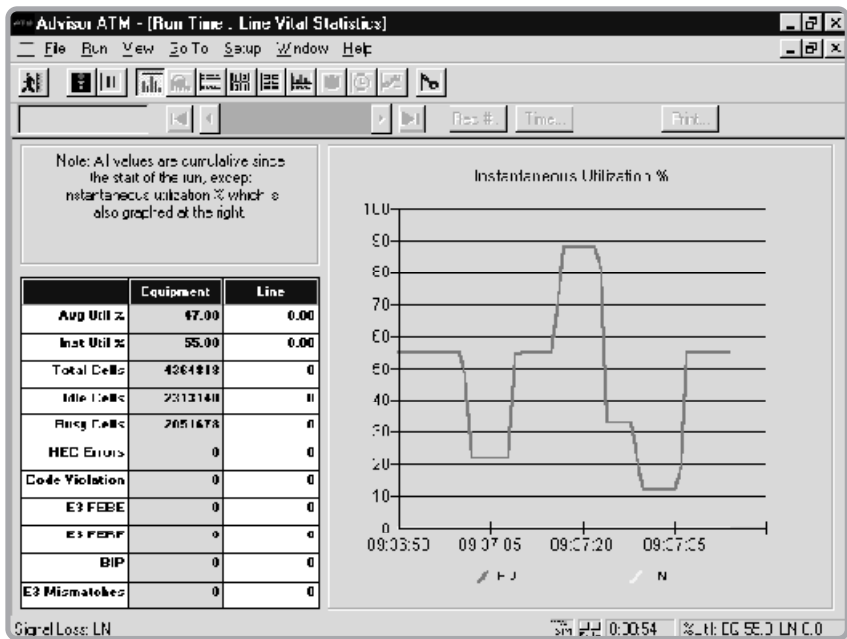 Advisor ATM - [Run Time . Line Vital Statistics]
File Run View Go To Setup Window Help
Rec #.. Time... Print...
Note: All values are cumulative since
the start of the run, except
instantaneous utilization % which is
also graphed at the right.
Equipment Line
Avg Util % 47.00 0.00
Inst Util % 55.00 0.00
Total Cells 4364818 0
Idle Cells 2313140 0
Busy Cells 2051678 0
HEC Errors 0 0
Code Violation 0 0
E3 FEBE 0 0
E3 FERF 0 0
BIP 0 0
E3 Mismatches 0 0
Instantaneous Utilization %
100
90
80
70
60
50
40
30
20
10
0
09:06:50 09:07:05 09:07:20 09:07:35
Signal Loss: LN
SIM 0:00:54 %Util: EQ 55.0 LN 0.0